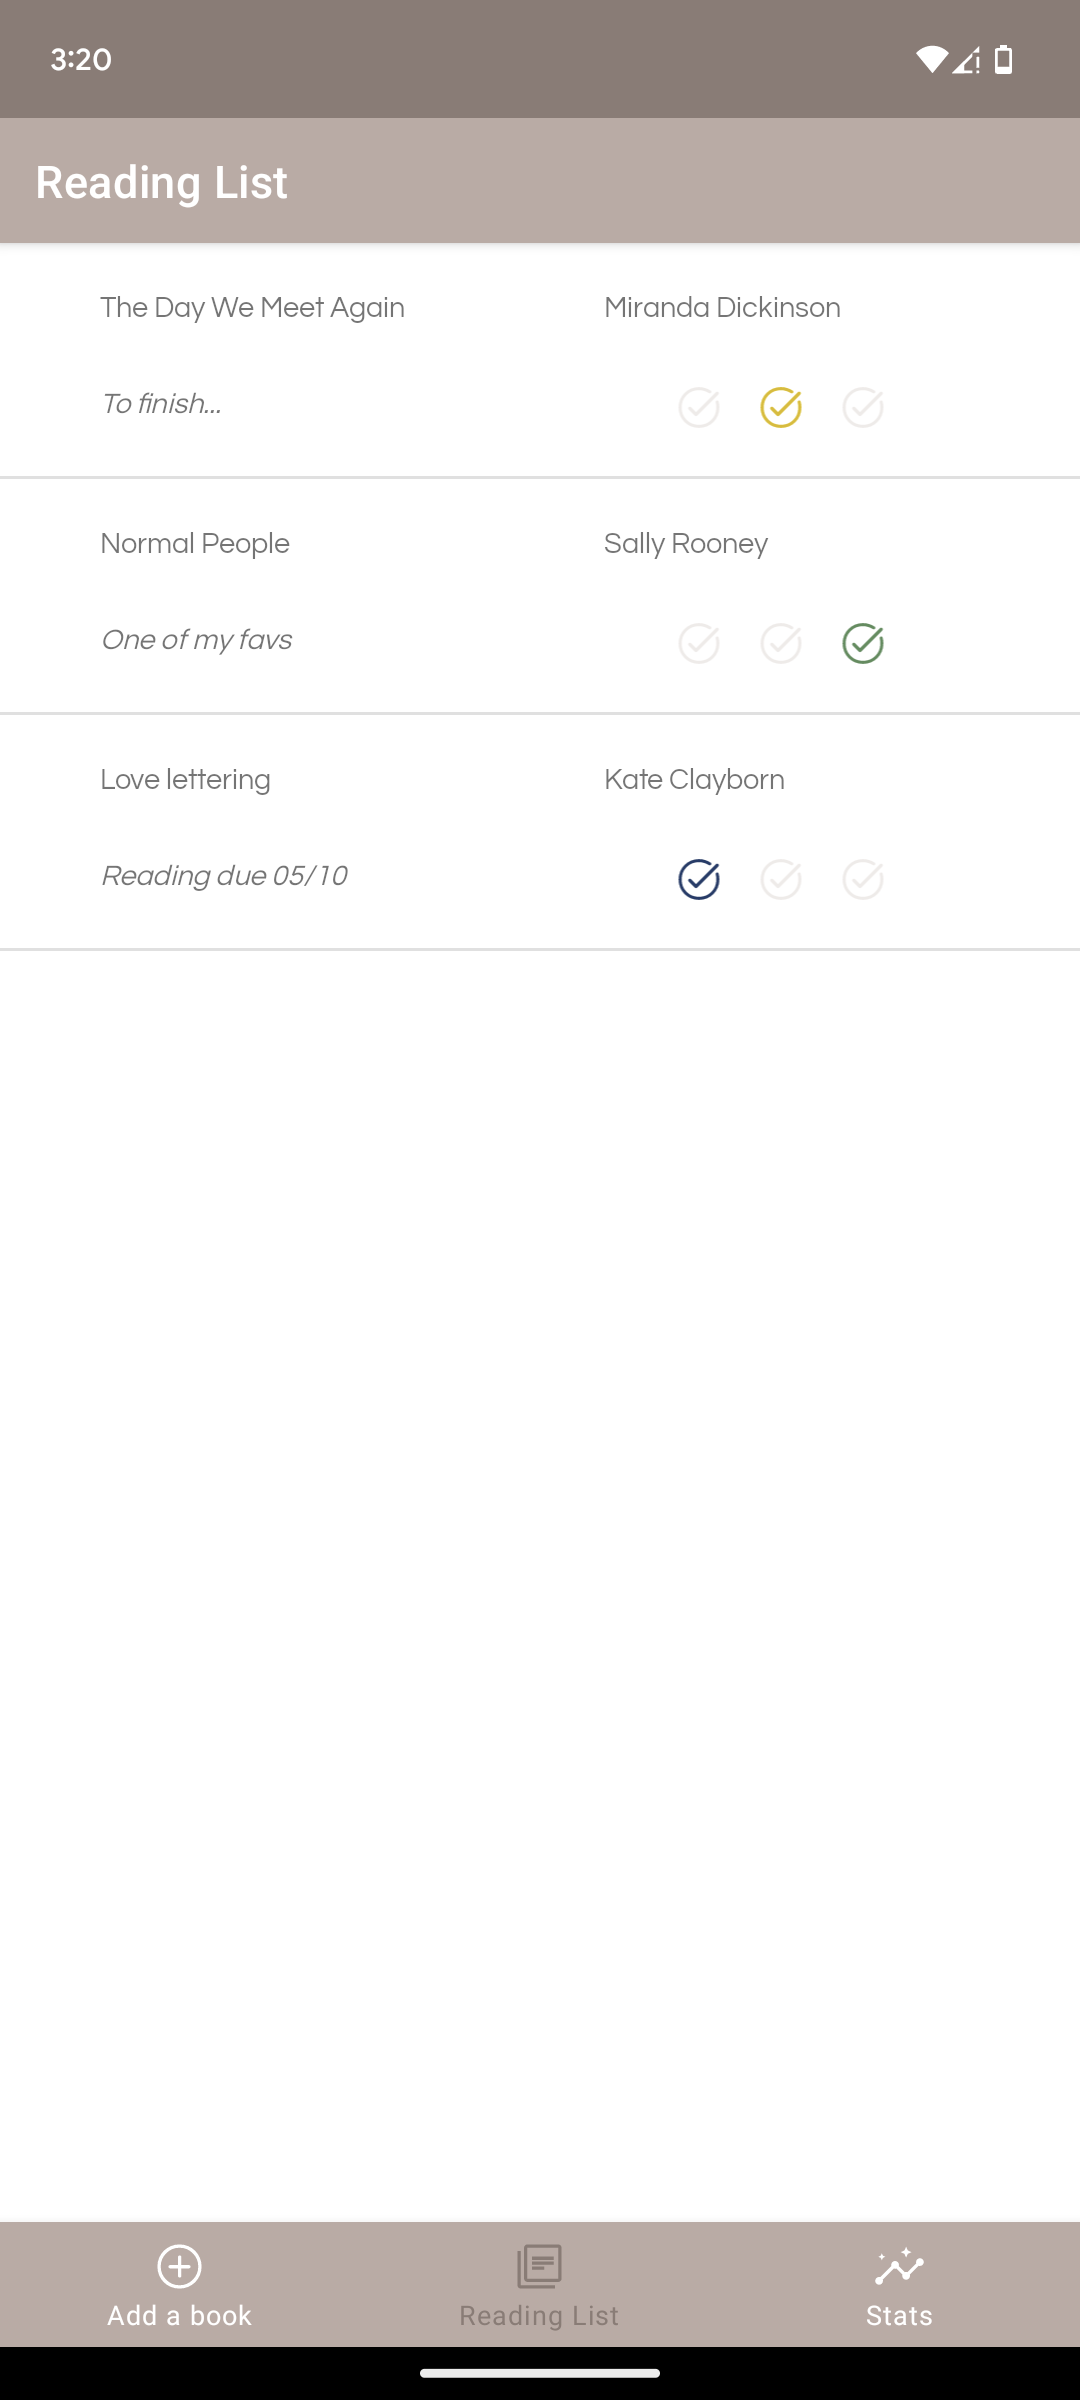 3:20
Reading List
The Day We Meet Again
Miranda Dickinson
To finish...
Normal People
Sally Rooney
One of my favs
Love lettering
Kate Clayborn
Reading due 05/10
Add a book
Reading List
Stats